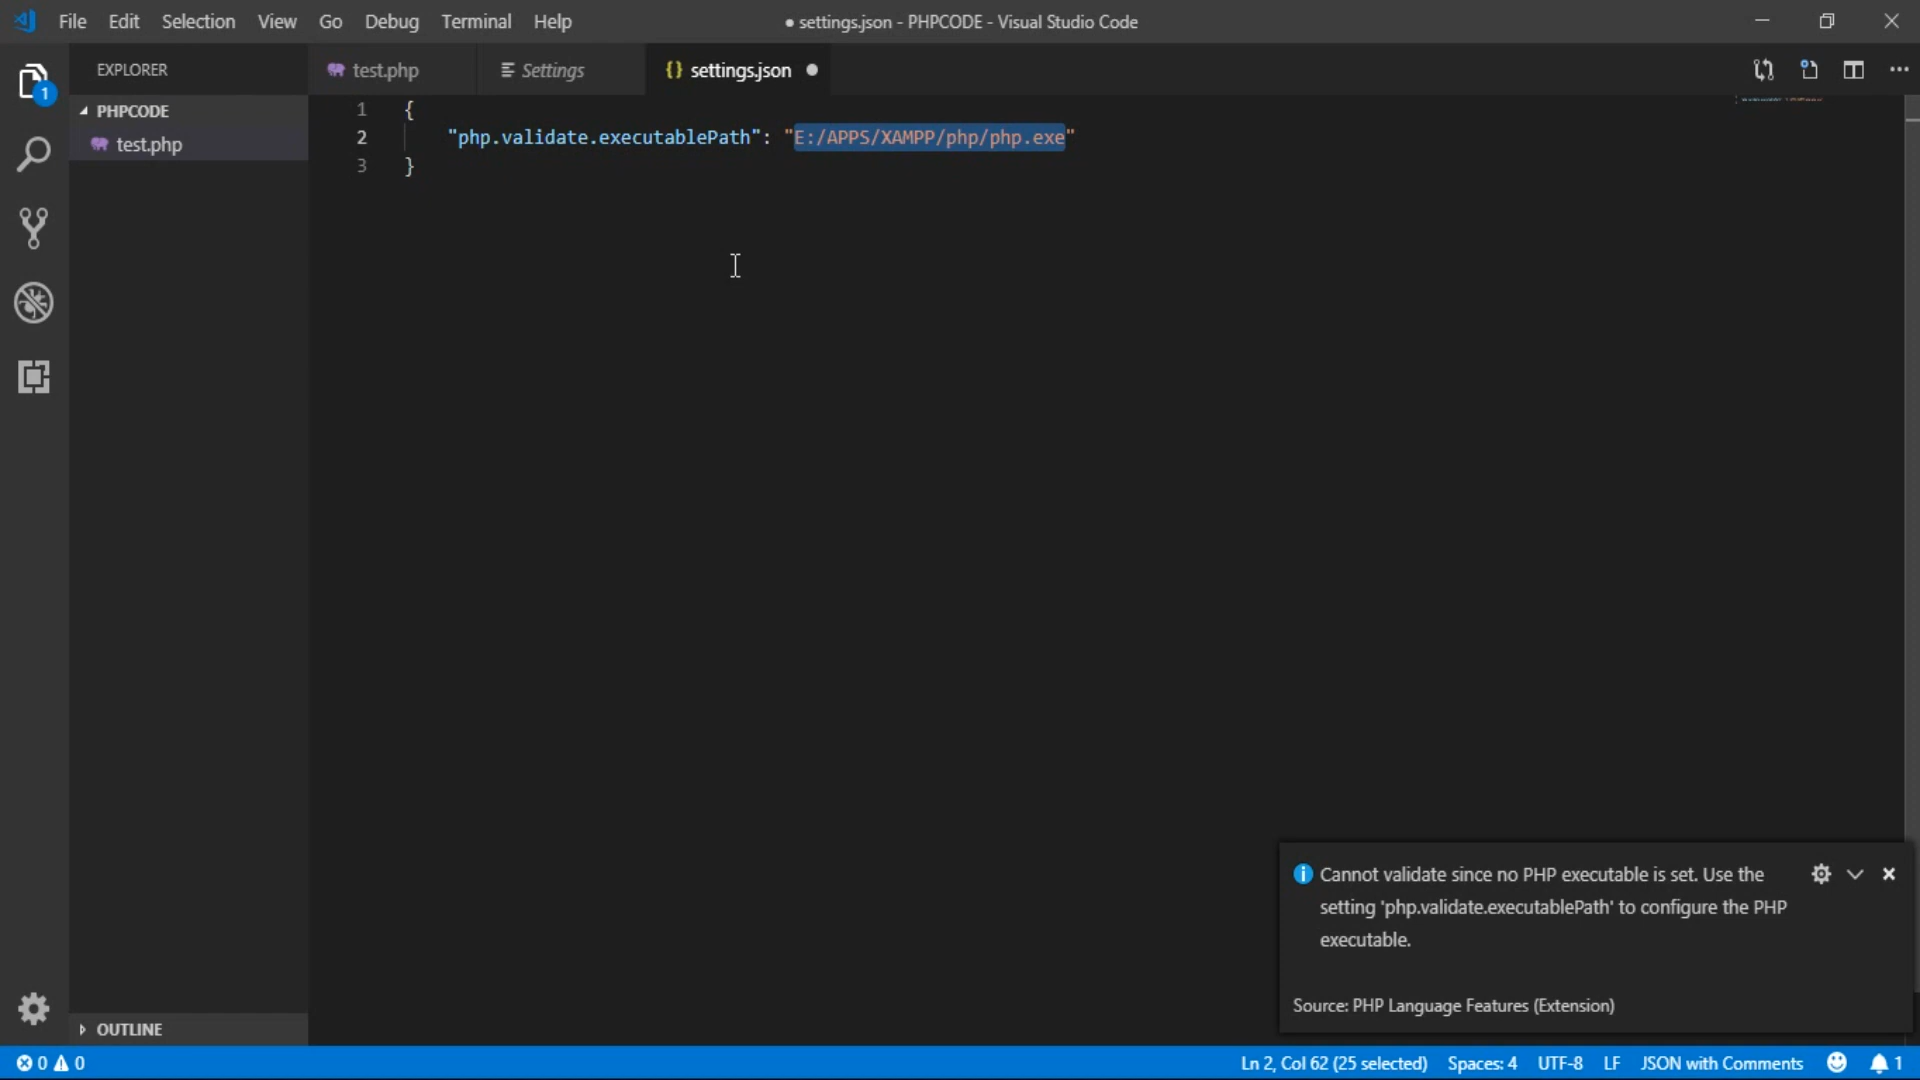 File Edit Selection View Go Debug Terminal Help
● settings.json - PHPCODE - Visual Studio Code
EXPLORER
test.php
Settings
{} settings.json ●
1
PHPCODE
test.php
1 {
2 "php.validate.executablePath": "E:/APPS/XAMPP/php/php.exe"
3 }
Cannot validate since no PHP executable is set. Use the
setting 'php.validate.executablePath' to configure the PHP
executable.
Source: PHP Language Features (Extension)
OUTLINE
0 0
Ln 2, Col 62 (25 selected) Spaces: 4 UTF-8 LF JSON with Comments 1